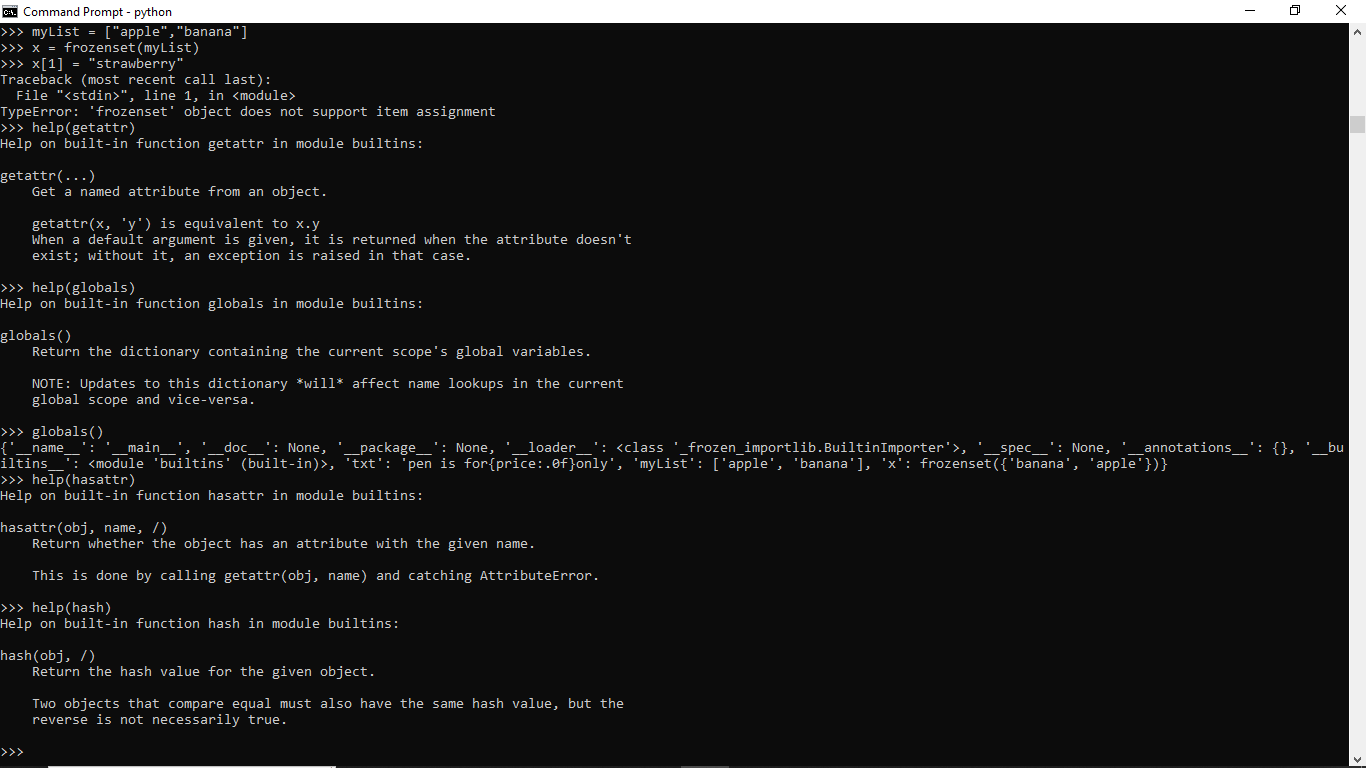 Command Prompt - python
>>> myList = ["apple","banana"]
>>> x = frozenset(myList)
>>> x[1] = "strawberry"
Traceback (most recent call last):
  File "<stdin>", line 1, in <module>
TypeError: 'frozenset' object does not support item assignment
>>> help(getattr)
Help on built-in function getattr in module builtins:

getattr(...)
    Get a named attribute from an object.

    getattr(x, 'y') is equivalent to x.y
    When a default argument is given, it is returned when the attribute doesn't
    exist; without it, an exception is raised in that case.

>>> help(globals)
Help on built-in function globals in module builtins:

globals()
    Return the dictionary containing the current scope's global variables.

    NOTE: Updates to this dictionary *will* affect name lookups in the current
    global scope and vice-versa.

>>> globals()
{'__name__': '__main__', '__doc__': None, '__package__': None, '__loader__': <class '_frozen_importlib.BuiltinImporter'>, '__spec__': None, '__annotations__': {}, '__bu
iltins__': <module 'builtins' (built-in)>, 'txt': 'pen is for{price:.0f}only', 'myList': ['apple', 'banana'], 'x': frozenset({'banana', 'apple'})}
>>> help(hasattr)
Help on built-in function hasattr in module builtins:

hasattr(obj, name, /)
    Return whether the object has an attribute with the given name.

    This is done by calling getattr(obj, name) and catching AttributeError.

>>> help(hash)
Help on built-in function hash in module builtins:

hash(obj, /)
    Return the hash value for the given object.

    Two objects that compare equal must also have the same hash value, but the
    reverse is not necessarily true.

>>>